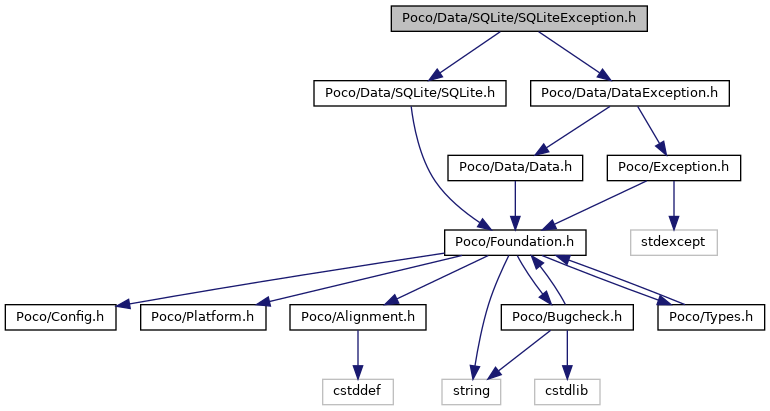 Poco/Data/SQLite/SQLiteException.h
Poco/Data/SQLite/SQLite.h
Poco/Data/DataException.h
Poco/Data/Data.h
Poco/Exception.h
Poco/Foundation.h
stdexcept
Poco/Config.h
Poco/Platform.h
Poco/Alignment.h
Poco/Bugcheck.h
Poco/Types.h
cstddef
string
cstdlib